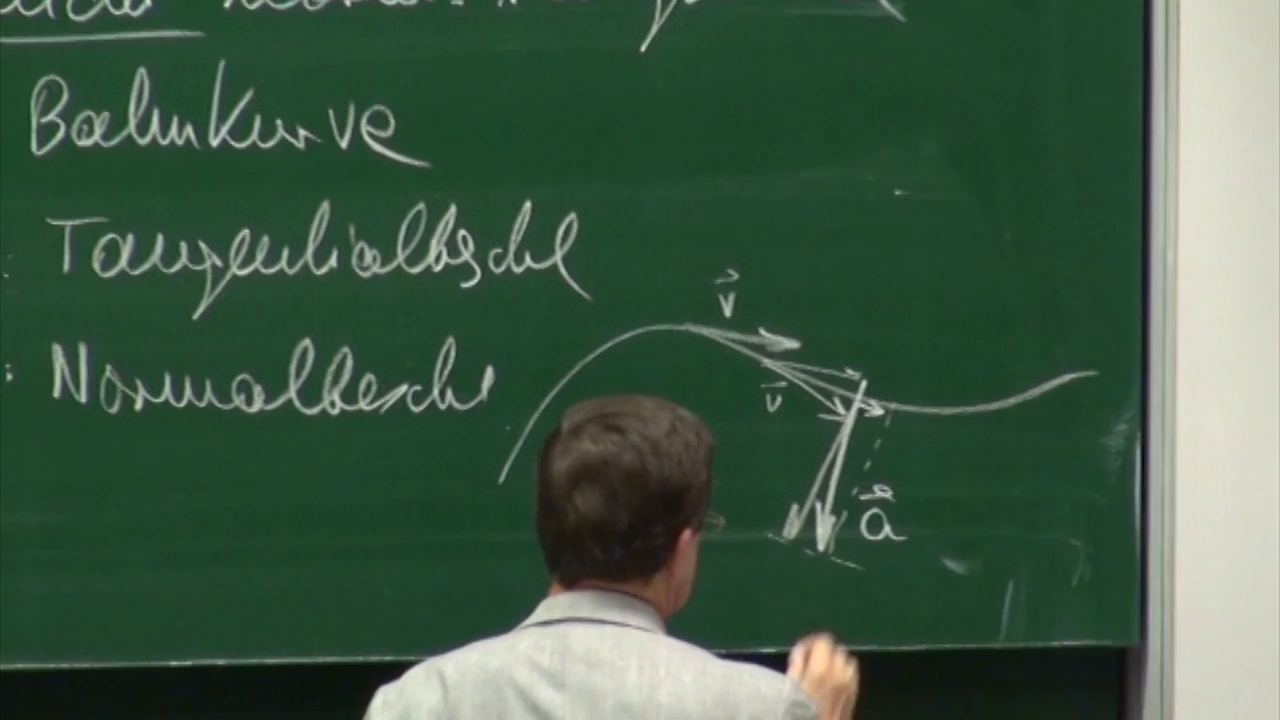 Bahnkurve
: Tangentialbeschl
: Normalbeschl
v⃗
v⃗
a⃗